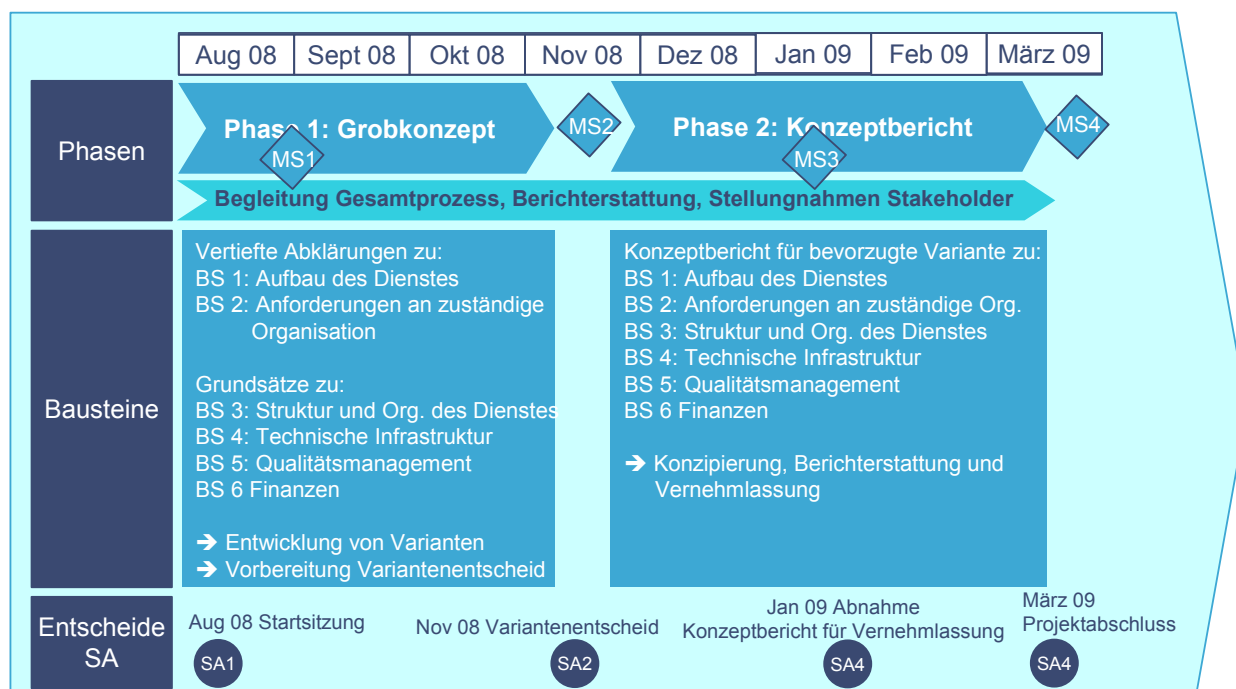 Aug 08 Sept 08 Okt 08 Nov 08 Dez 08 Jan 09 Feb 09 März 09
Phasen
Phase 1: Grobkonzept
MS1
MS2
Phase 2: Konzeptbericht
MS3
MS4
Begleitung Gesamtprozess, Berichterstattung, Stellungnahmen Stakeholder
Bausteine
Vertiefte Abklärungen zu:
BS 1: Aufbau des Dienstes
BS 2: Anforderungen an zuständige
Organisation
Grundsätze zu:
BS 3: Struktur und Org. des Dienstes
BS 4: Technische Infrastruktur
BS 5: Qualitätsmanagement
BS 6 Finanzen
➔ Entwicklung von Varianten
➔ Vorbereitung Variantenentscheid
Konzeptbericht für bevorzugte Variante zu:
BS 1: Aufbau des Dienstes
BS 2: Anforderungen an zuständige Org.
BS 3: Struktur und Org. des Dienstes
BS 4: Technische Infrastruktur
BS 5: Qualitätsmanagement
BS 6 Finanzen
➔ Konzipierung, Berichterstattung und
Vernehmlassung
Entscheide
SA
Aug 08 Startsitzung
SA1
Nov 08 Variantenentscheid
SA2
Jan 09 Abnahme
Konzeptbericht für Vernehmlassung
SA4
März 09
Projektabschluss
SA4